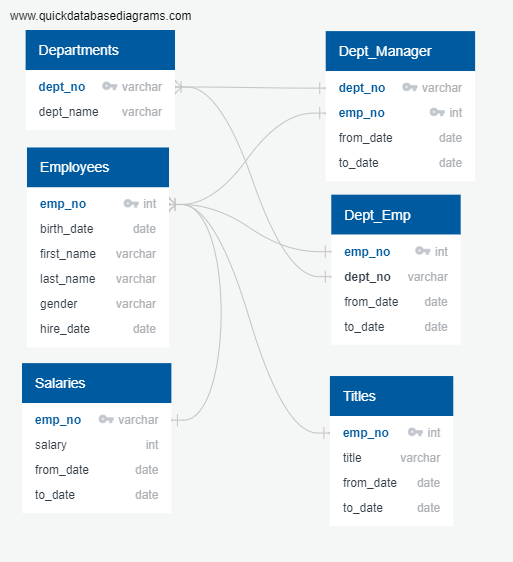 www.quickdatabasediagrams.com
Departments
dept_no varchar
dept_name varchar
Employees
emp_no int
birth_date date
first_name varchar
last_name varchar
gender varchar
hire_date date
Salaries
emp_no varchar
salary int
from_date date
to_date date
Dept_Manager
dept_no varchar
emp_no int
from_date date
to_date date
Dept_Emp
emp_no int
dept_no varchar
from_date date
to_date date
Titles
emp_no int
title varchar
from_date date
to_date date